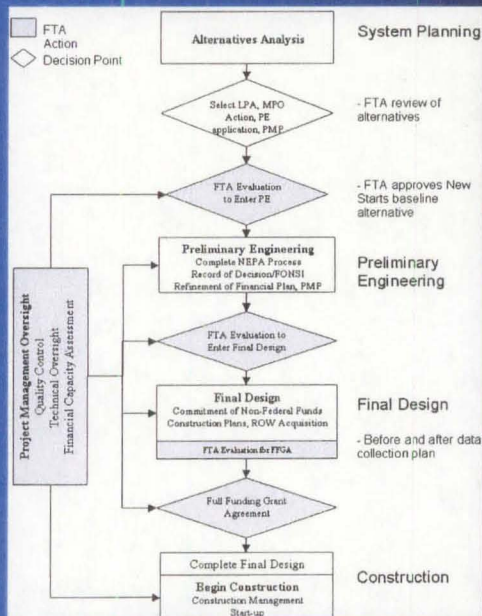 FTA
Action
Decision Point
Alternatives Analysis
System Planning
Select LPA, MPO
Action, PE
application, PMP
- FTA review of
alternatives
FTA Evaluation
to Enter PE
- FTA approves New
Starts baseline
alternative
Preliminary Engineering
Complete NEPA Process
Record of Decision/FONSI
Refinement of Financial Plan, PMP
Preliminary
Engineering
Project Management Oversight
Quality Control
Technical Oversight
Financial Capacity Assessment
FTA Evaluation to
Enter Final Design
Final Design
Commitment of Non-Federal Funds
Construction Plans, ROW Acquisition
FTA Evaluation for FFGA
Final Design
- Before and after data
collection plan
Full Funding Grant
Agreement
Complete Final Design
Begin Construction
Construction Management
Start-up
Construction